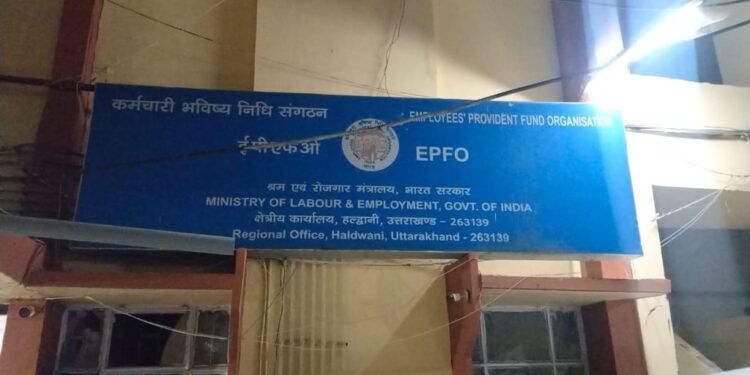 कर्मचारी भविष्य निधि संगठन EMPLOYEES' PROVIDENT FUND ORGANISATION
ईपीएफओ EPFO
श्रम एवं रोजगार मंत्रालय, भारत सरकार
MINISTRY OF LABOUR & EMPLOYMENT, GOVT. OF INDIA
क्षेत्रीय कार्यालय, हल्द्वानी, उत्तराखण्ड - 263139
Regional Office, Haldwani, Uttarakhand - 263139